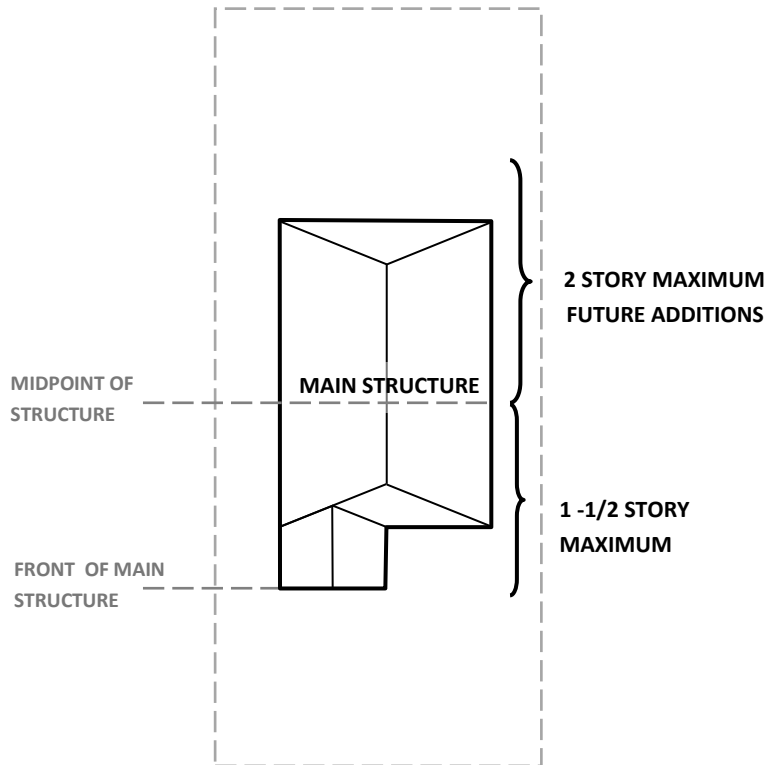 2 STORY MAXIMUM
FUTURE ADDITIONS
MIDPOINT OF
STRUCTURE
MAIN STRUCTURE
1 -1/2 STORY
MAXIMUM
FRONT OF MAIN
STRUCTURE